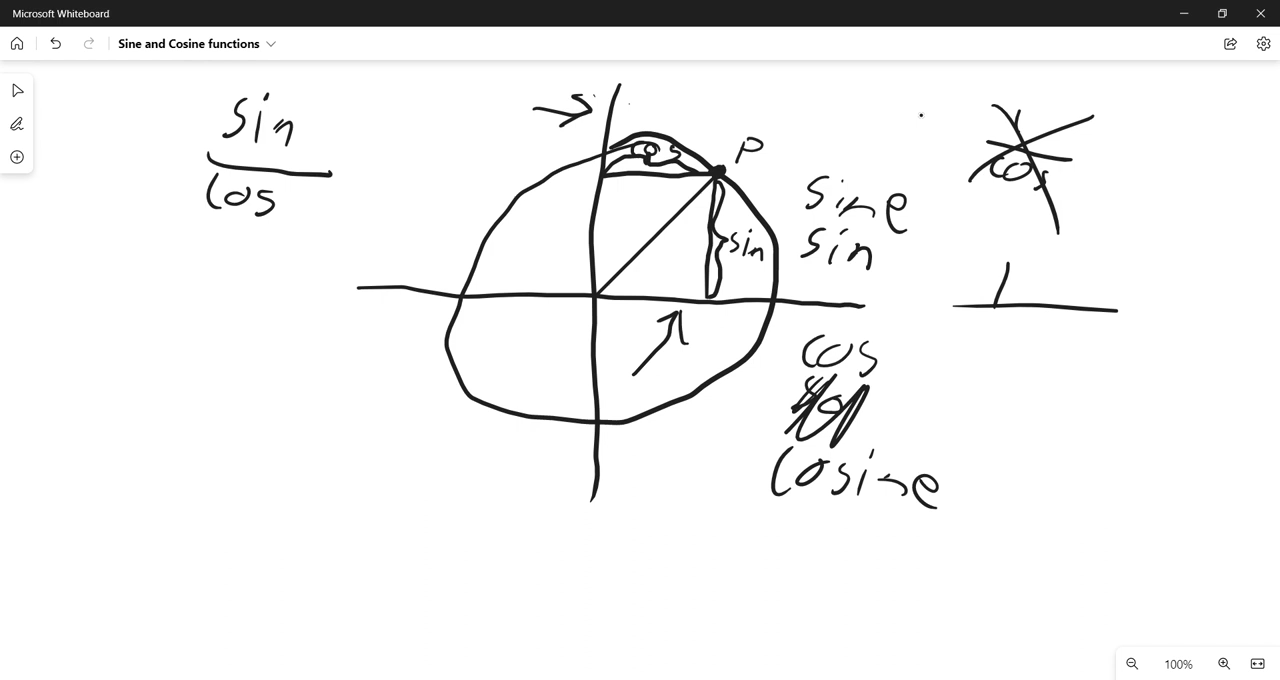 Microsoft Whiteboard
Sine and Cosine functions
sin
cos
P
sine
sin
sin
cos
cos
cosine
100%